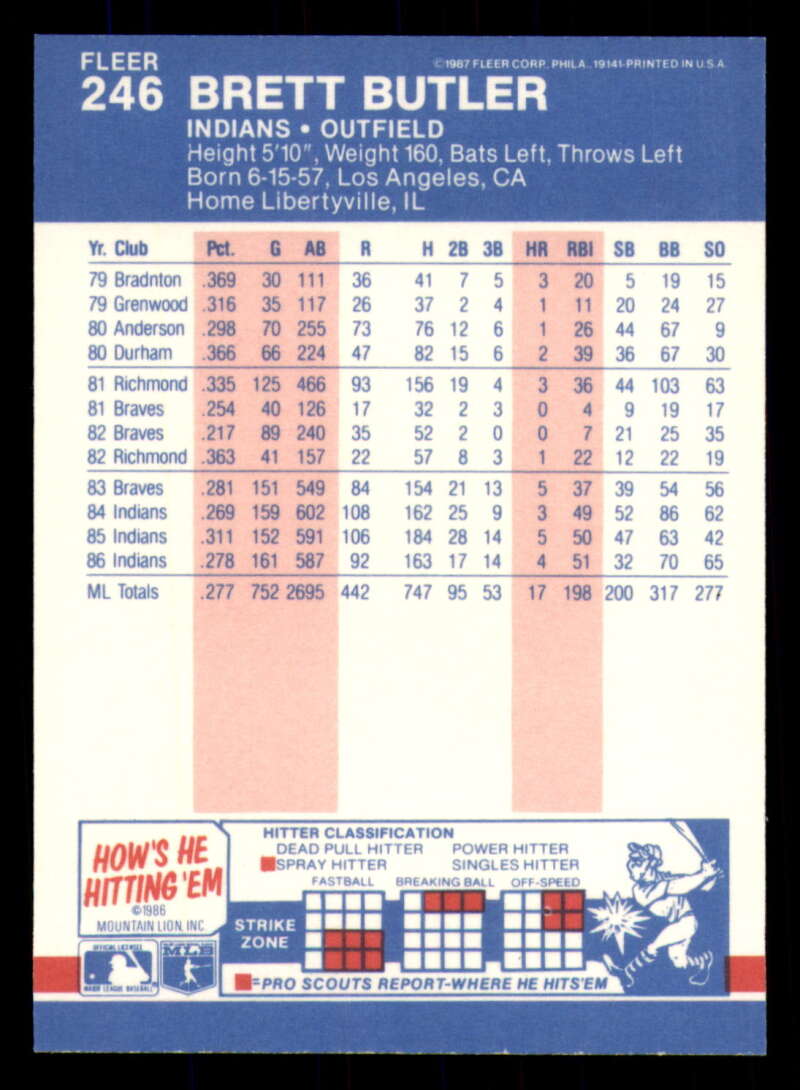 FLEER
©1987 FLEER CORP. PHILA., 19141-PRINTED IN U.S.A.
246 BRETT BUTLER
INDIANS • OUTFIELD
Height 5'10", Weight 160, Bats Left, Throws Left
Born 6-15-57, Los Angeles, CA
Home Libertyville, IL
Yr. Club Pct. G AB R H 2B 3B HR RBI SB BB SO
79 Bradnton .369 30 111 36 41 7 5 3 20 5 19 15
79 Grenwood .316 35 117 26 37 2 4 1 11 20 24 27
80 Anderson .298 70 255 73 76 12 6 1 26 44 67 9
80 Durham .366 66 224 47 82 15 6 2 39 36 67 30
81 Richmond .335 125 466 93 156 19 4 3 36 44 103 63
81 Braves .254 40 126 17 32 2 3 0 4 9 19 17
82 Braves .217 89 240 35 52 2 0 0 7 21 25 35
82 Richmond .363 41 157 22 57 8 3 1 22 12 22 19
83 Braves .281 151 549 84 154 21 13 5 37 39 54 56
84 Indians .269 159 602 108 162 25 9 3 49 52 86 62
85 Indians .311 152 591 106 184 28 14 5 50 47 63 42
86 Indians .278 161 587 92 163 17 14 4 51 32 70 65
ML Totals .277 752 2695 442 747 95 53 17 198 200 317 277
HOW'S HE
HITTING 'EM
©1986
MOUNTAIN LION, INC
HITTER CLASSIFICATION
DEAD PULL HITTER POWER HITTER
SPRAY HITTER SINGLES HITTER
FASTBALL BREAKING BALL OFF-SPEED
STRIKE
ZONE
=PRO SCOUTS REPORT-WHERE HE HITS'EM
OFFICIAL LICENSEE
MAJOR LEAGUE BASEBALL
MLB